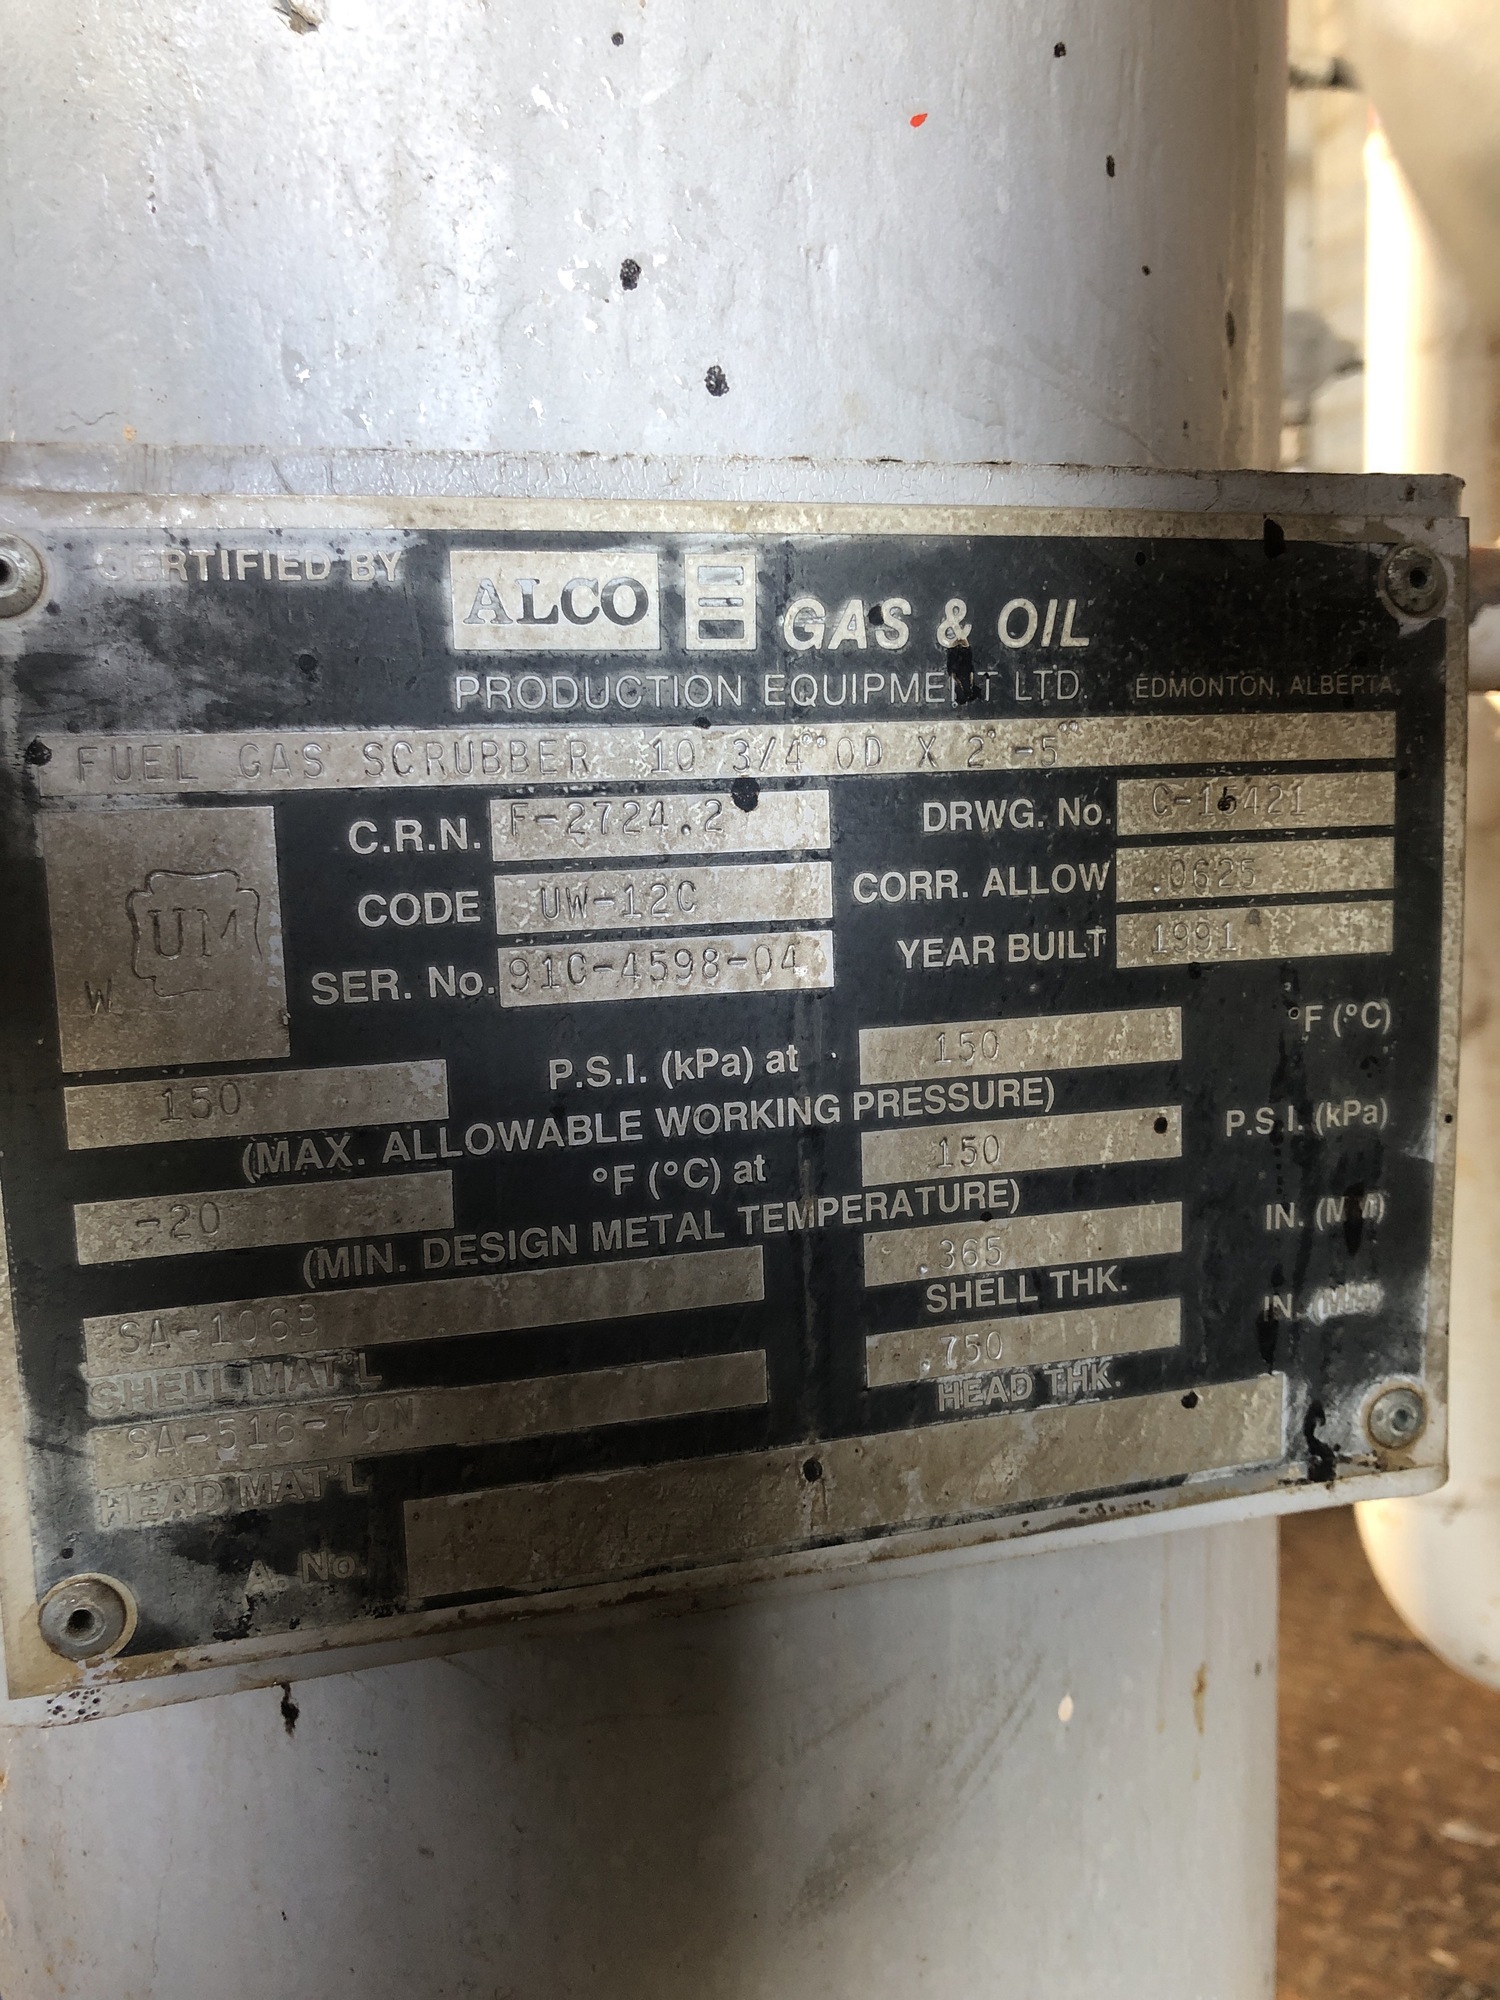 CERTIFIED BY ALCO GAS & OIL
PRODUCTION EQUIPMENT LTD. EDMONTON, ALBERTA
FUEL GAS SCRUBBER 10 3/4" OD X 2'-5"
C.R.N. F-2724.2 DRWG. No. C-15421
UM
W
CODE UW-12C CORR. ALLOW .0625
SER. No. 91C-4598-04 YEAR BUILT 1991
150 P.S.I. (kPa) at 150 °F (°C)
(MAX. ALLOWABLE WORKING PRESSURE)
-20 °F (°C) at 150 P.S.I. (kPa)
(MIN. DESIGN METAL TEMPERATURE)
SA-106B .365 IN. (MM)
SHELL MAT'L SHELL THK.
SA-516-70N .750 IN. (MM)
HEAD MAT'L HEAD THK.
A. No.